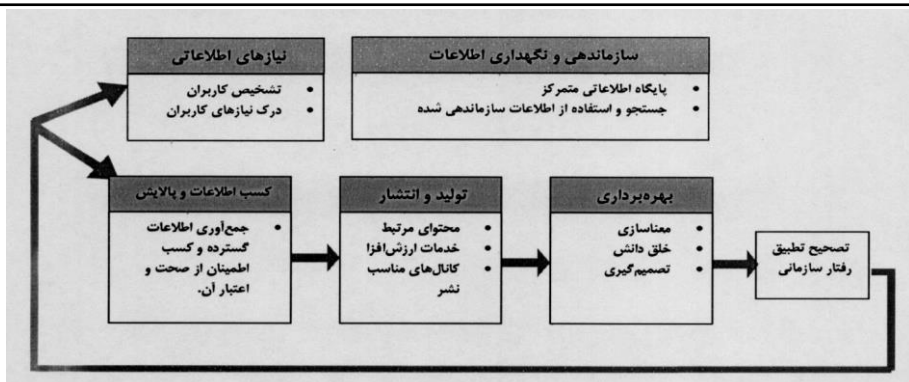 نیازهای اطلاعاتی
• تشخیص کاربران
• درک نیازهای کاربران
سازماندهی و نگهداری اطلاعات
• پایگاه اطلاعاتی متمرکز
• جستجو و استفاده از اطلاعات سازماندهی شده
کسب اطلاعات و پالایش
• جمع‌آوری اطلاعات
گسترده و کسب
اطمینان از صحت و
اعتبار آن.
تولید و انتشار
• محتوای مرتبط
• خدمات ارزش‌افزا
• کانال‌های مناسب
نشر
بهره‌برداری
• معناسازی
• خلق دانش
• تصمیم‌گیری
تصحیح تطبیق
رفتار سازمانی